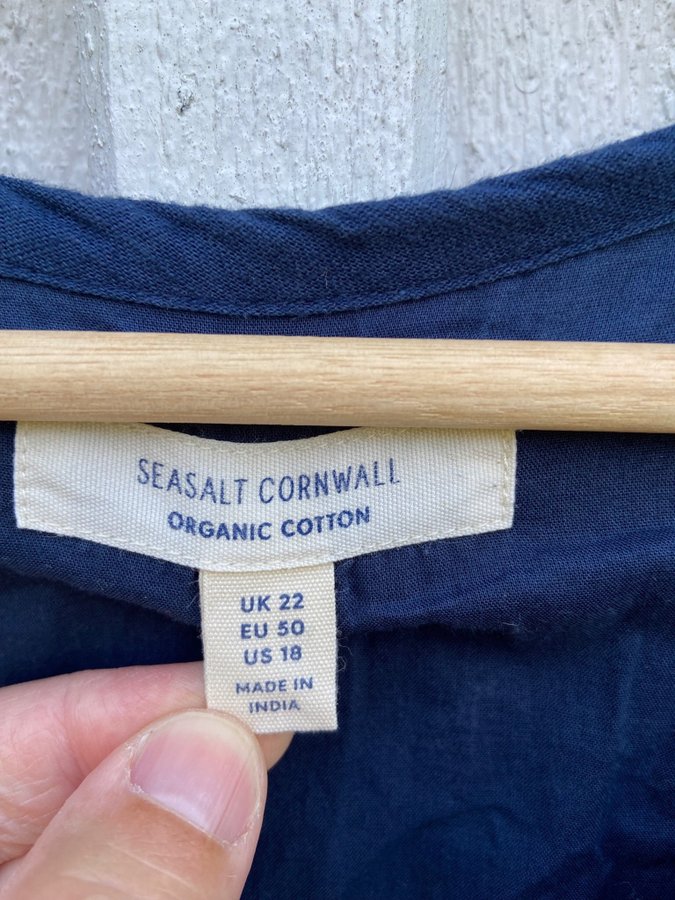 SEASALT CORNWALL
ORGANIC COTTON
UK 22
EU 50
US 18
MADE IN
INDIA